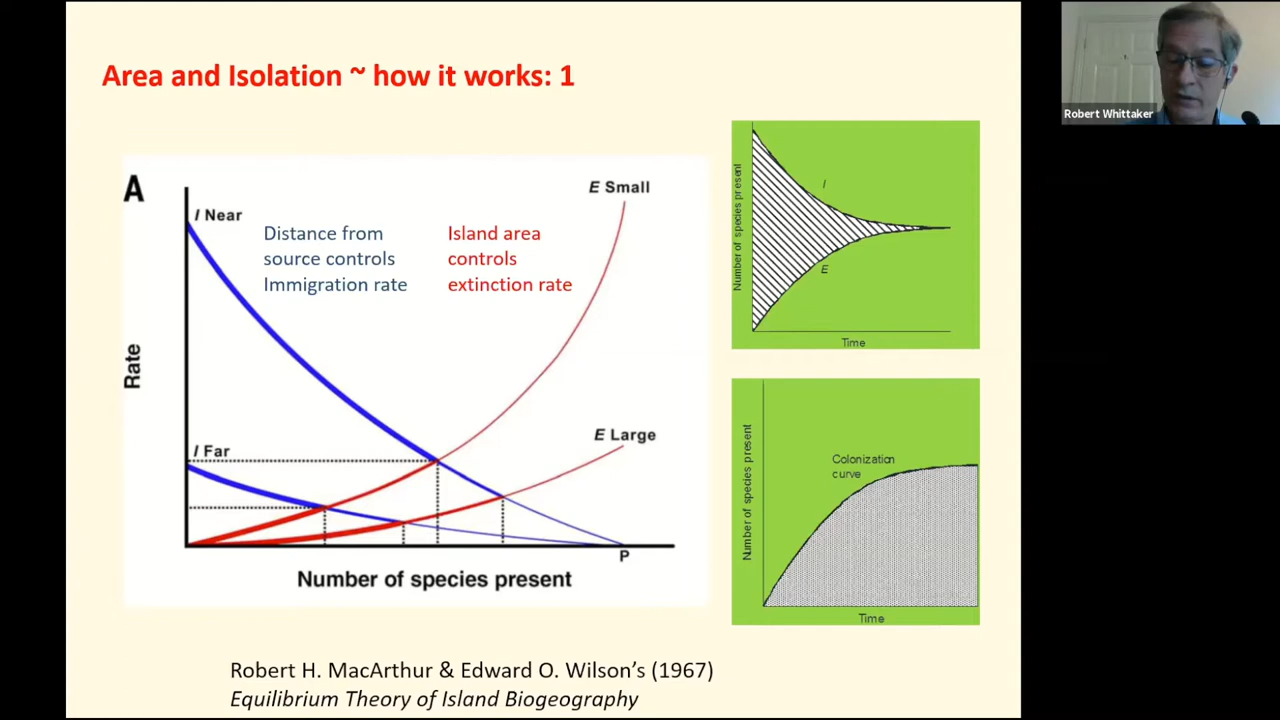 Area and Isolation ~ how it works: 1
A
I Near
Distance from
source controls
Immigration rate
Island area
controls
extinction rate
E Small
E Large
I Far
Rate
P
Number of species present
Number of species present
I
E
Time
Number of species present
Colonization
curve
Time
Robert H. MacArthur & Edward O. Wilson’s (1967)
Equilibrium Theory of Island Biogeography
Robert Whittaker